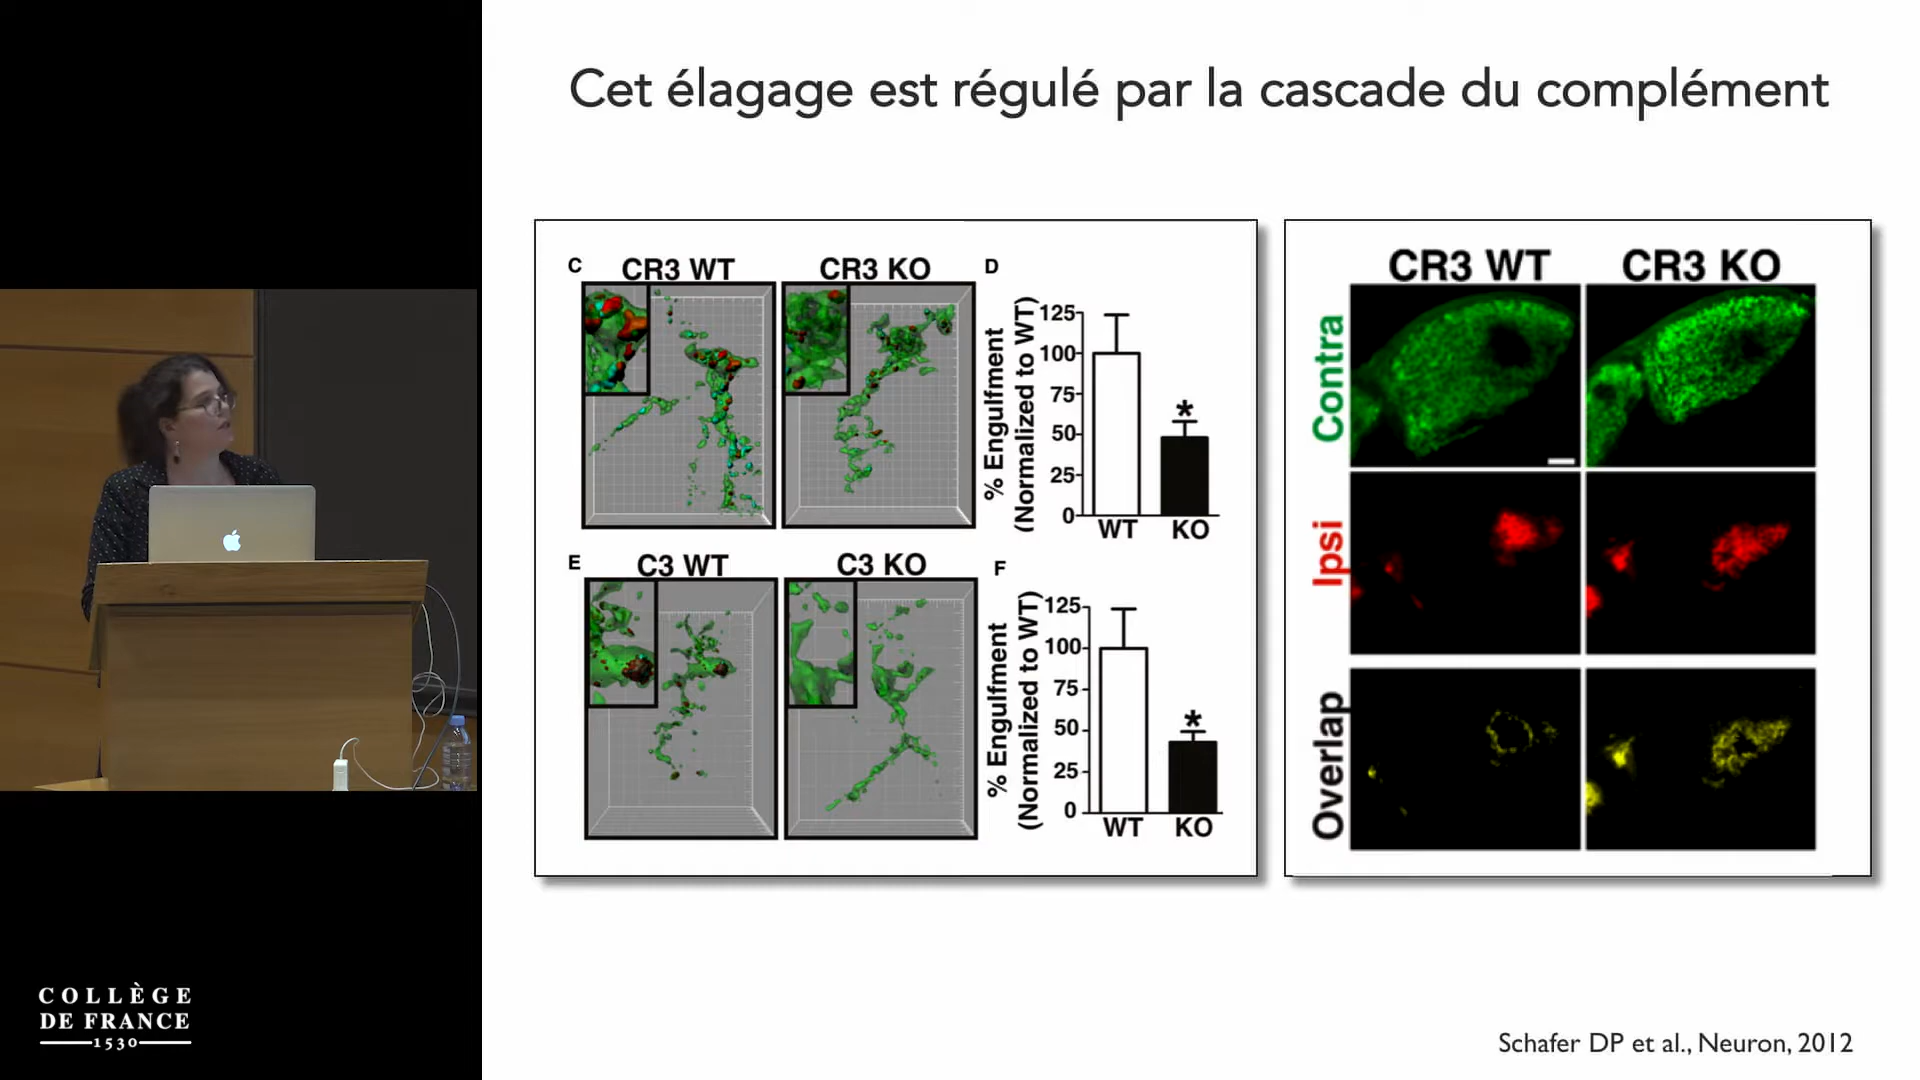 Cet élagage est régulé par la cascade du complément
C
CR3 WT
CR3 KO
D
% Engulfment
(Normalized to WT)
125
100
75
50
25
0
*
WT
KO
E
C3 WT
C3 KO
F
% Engulfment
(Normalized to WT)
125
100
75
50
25
0
*
WT
KO
CR3 WT
CR3 KO
Contra
Ipsi
Overlap
COLLÈGE
DE FRANCE
1530
Schafer DP et al., Neuron, 2012